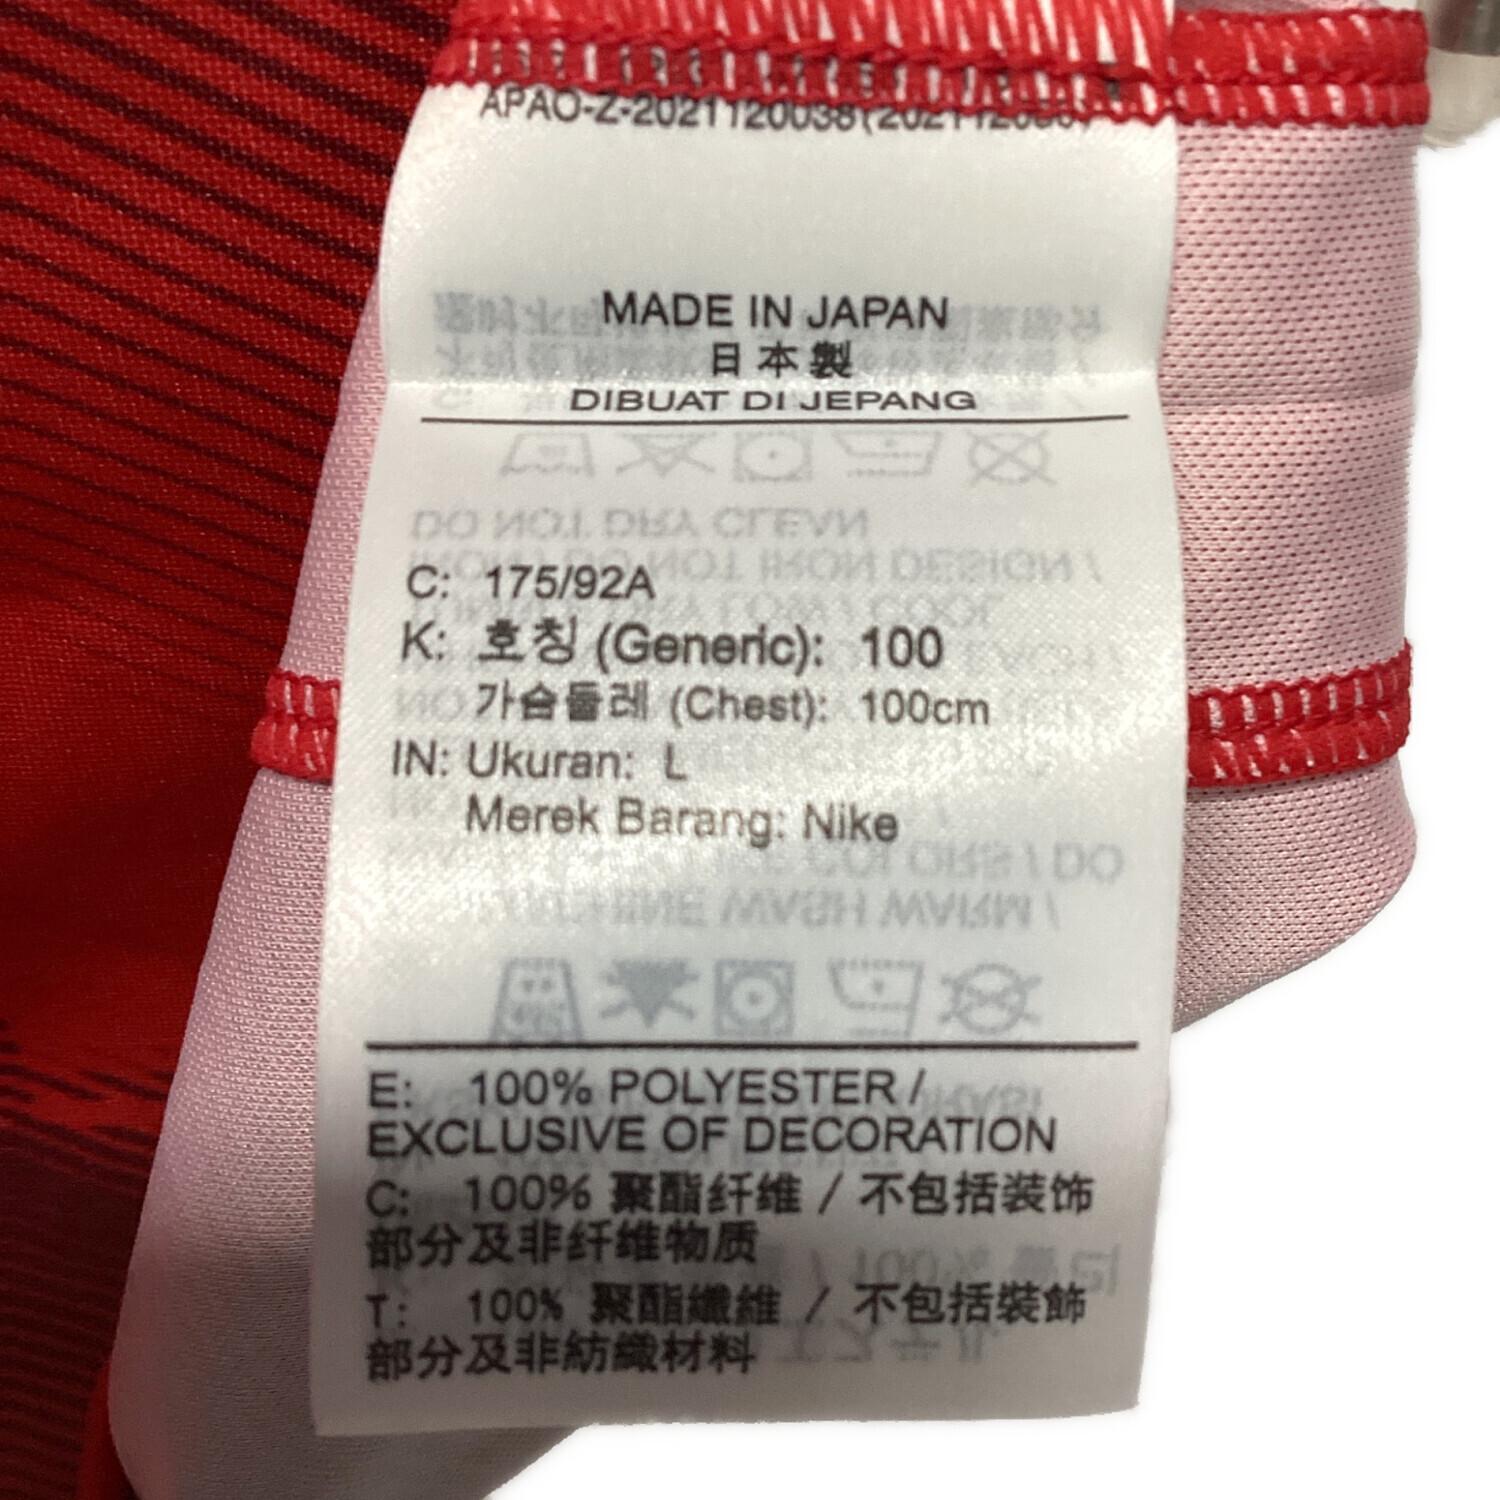 APAO-Z-2021120038(
MADE IN JAPAN
日本製
DIBUAT DI JEPANG
C: 175/92A
K: 호칭 (Generic): 100
가슴둘레 (Chest): 100cm
IN: Ukuran: L
Merek Barang: Nike
E: 100% POLYESTER /
EXCLUSIVE OF DECORATION
C: 100% 聚酯纤维 / 不包括装饰
部分及非纤维物质
T: 100% 聚酯纖維 / 不包括裝飾
部分及非紡織材料